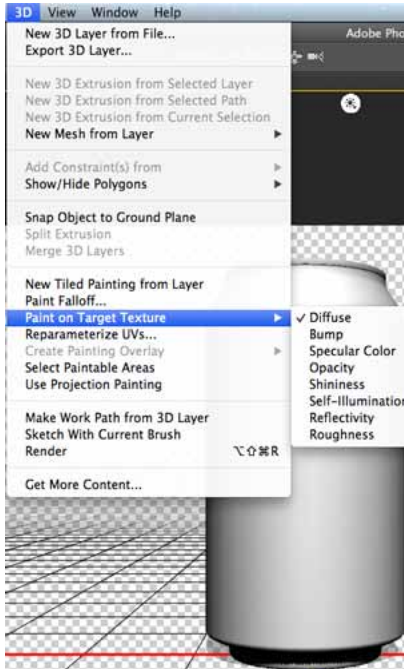 3D View Window Help
Adobe Pho
New 3D Layer from File...
Export 3D Layer...
New 3D Extrusion from Selected Layer
New 3D Extrusion from Selected Path
New 3D Extrusion from Current Selection
New Mesh from Layer
Add Constraint(s) from
Show/Hide Polygons
Snap Object to Ground Plane
Split Extrusion
Merge 3D Layers
New Tiled Painting from Layer
Paint Falloff...
Paint on Target Texture
Reparameterize UVs...
Create Painting Overlay
Select Paintable Areas
Use Projection Painting
Make Work Path from 3D Layer
Sketch With Current Brush
Render ⌥⇧⌘R
Get More Content...
✓ Diffuse
Bump
Specular Color
Opacity
Shininess
Self-Illumination
Reflectivity
Roughness